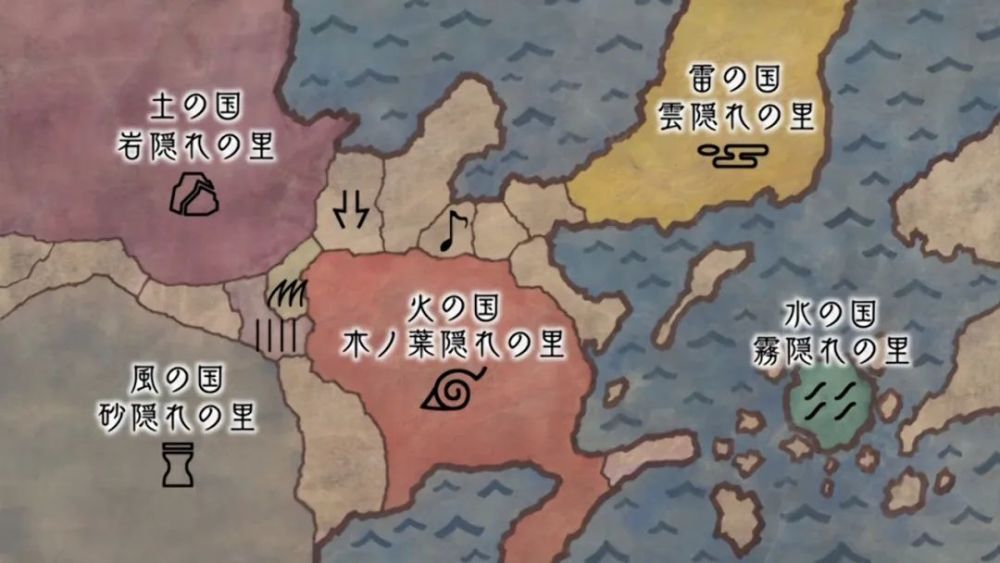 土の国
岩隠れの里
雷の国
雲隠れの里
火の国
木ノ葉隠れの里
水の国
霧隠れの里
風の国
砂隠れの里